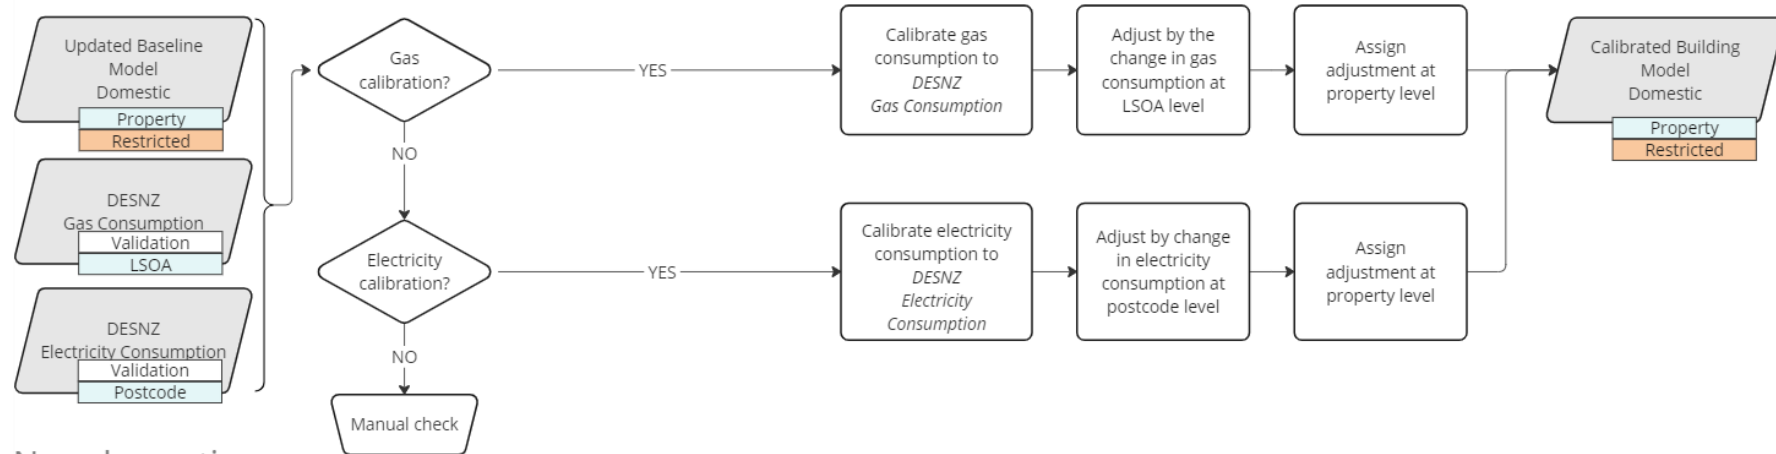 Updated Baseline
Model
Domestic
Property
Restricted
DESNZ
Gas Consumption
Validation
LSOA
DESNZ
Electricity Consumption
Validation
Postcode
Gas
calibration?
YES
NO
Electricity
calibration?
YES
NO
Manual check
Calibrate gas
consumption to
DESNZ
Gas Consumption
Adjust by the
change in gas
consumption at
LSOA level
Assign
adjustment at
property level
Calibrate electricity
consumption to
DESNZ
Electricity
Consumption
Adjust by change
in electricity
consumption at
postcode level
Assign
adjustment at
property level
Calibrated Building
Model
Domestic
Property
Restricted